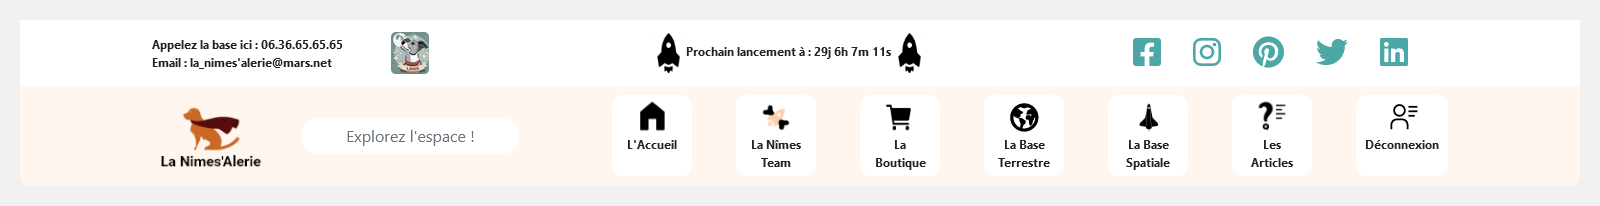 Appelez la base ici : 06.36.65.65.65
Email : la_nimes'alerie@mars.net
Prochain lancement à : 29j 6h 7m 11s
La Nimes'Alerie
Explorez l'espace !
L'Accueil
La Nîmes
Team
La
Boutique
La Base
Terrestre
La Base
Spatiale
Les
Articles
Déconnexion